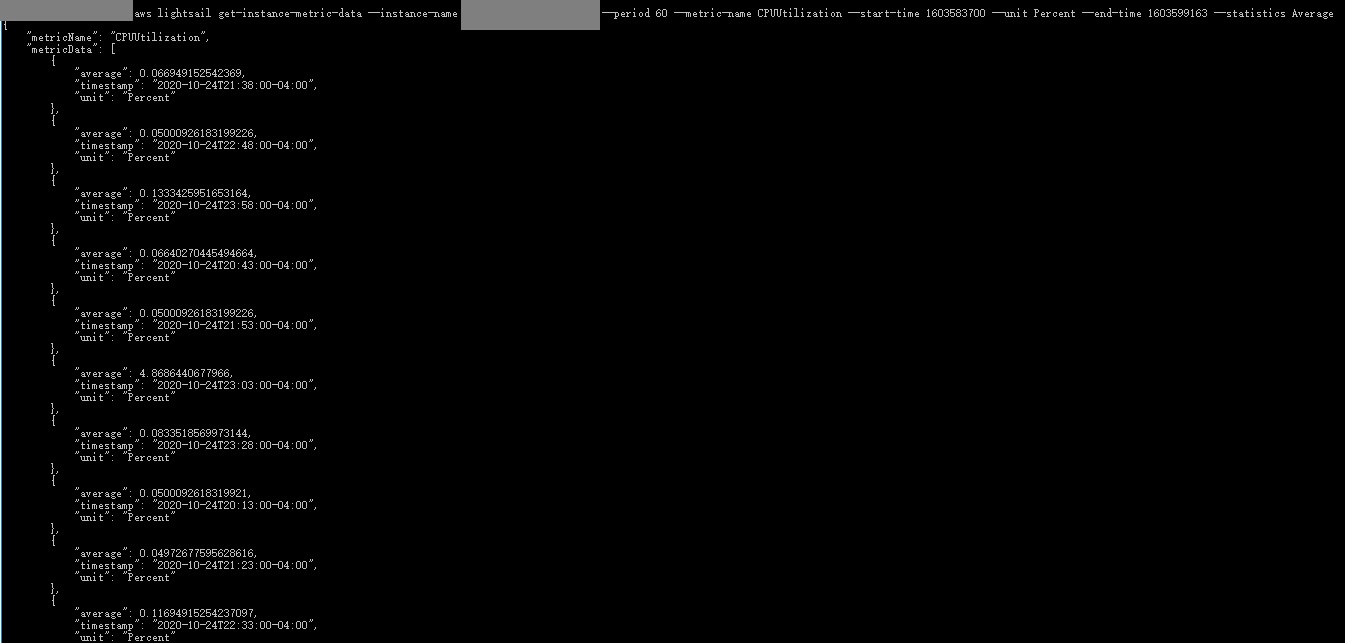 aws lightsail get-instance-metric-data --instance-name --period 60 --metric-name CPUUtilization --start-time 1603583700 --unit Percent --end-time 1603599163 --statistics Average
{
"metricName": "CPUUtilization",
"metricData": [
{
"average": 0.066949152542369,
"timestamp": "2020-10-24T21:38:00-04:00",
"unit": "Percent"
},
{
"average": 0.05000926183199226,
"timestamp": "2020-10-24T22:48:00-04:00",
"unit": "Percent"
},
{
"average": 0.1333425951653164,
"timestamp": "2020-10-24T23:58:00-04:00",
"unit": "Percent"
},
{
"average": 0.06640270445494664,
"timestamp": "2020-10-24T20:43:00-04:00",
"unit": "Percent"
},
{
"average": 0.05000926183199226,
"timestamp": "2020-10-24T21:53:00-04:00",
"unit": "Percent"
},
{
"average": 4.8686440677966,
"timestamp": "2020-10-24T23:03:00-04:00",
"unit": "Percent"
},
{
"average": 0.0833518569973144,
"timestamp": "2020-10-24T23:28:00-04:00",
"unit": "Percent"
},
{
"average": 0.0500092618319921,
"timestamp": "2020-10-24T20:13:00-04:00",
"unit": "Percent"
},
{
"average": 0.04972677595628616,
"timestamp": "2020-10-24T21:23:00-04:00",
"unit": "Percent"
},
{
"average": 0.11694915254237097,
"timestamp": "2020-10-24T22:33:00-04:00",
"unit": "Percent"